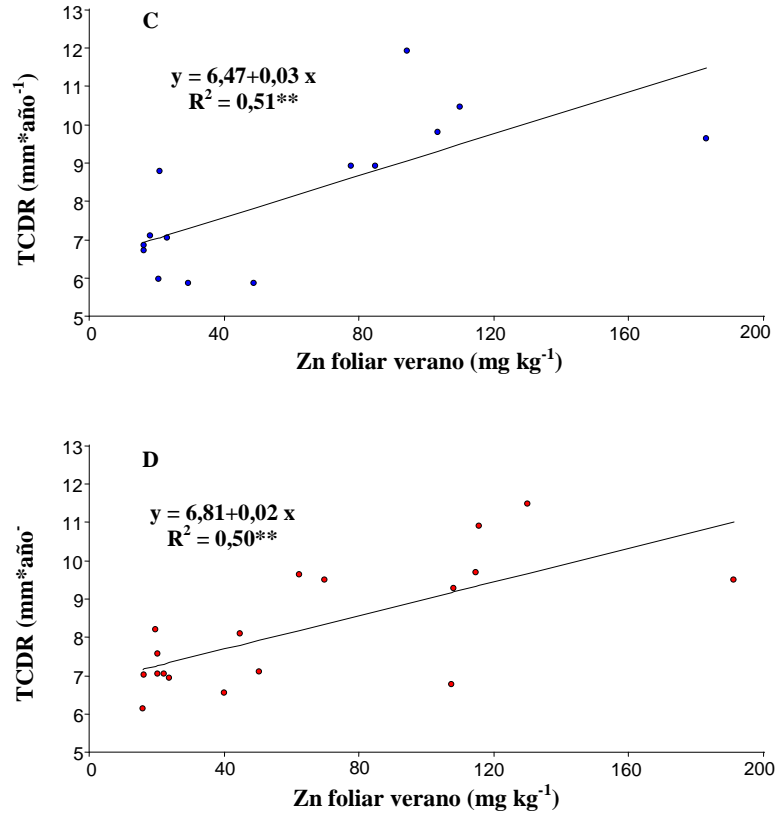 C
y = 6,47+0,03 x
R² = 0,51**
13
12
11
10
9
8
7
6
5
TCDR (mm*año⁻¹)
0 40 80 120 160 200
Zn foliar verano (mg kg⁻¹)
D
y = 6,81+0,02 x
R² = 0,50**
13
12
11
10
9
8
7
6
5
TCDR (mm*año⁻
0 40 80 120 160 200
Zn foliar verano (mg kg⁻¹)